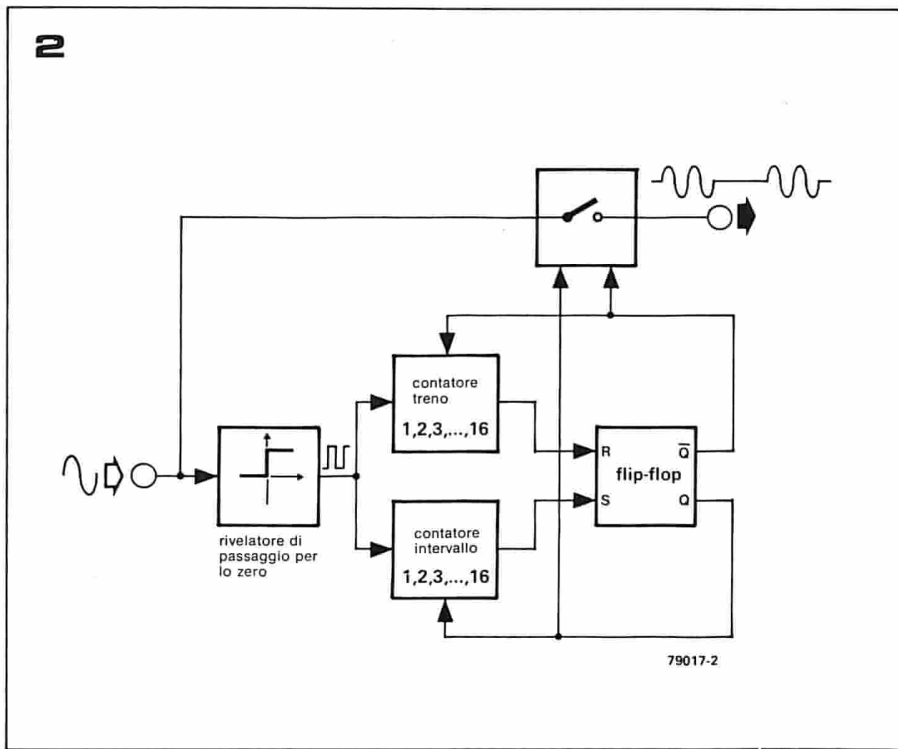 2
contatore
treno
1,2,3,...,16
R
Q̅
flip-flop
S
Q
rivelatore di
passaggio per
lo zero
contatore
intervallo
1,2,3,...,16
79017-2